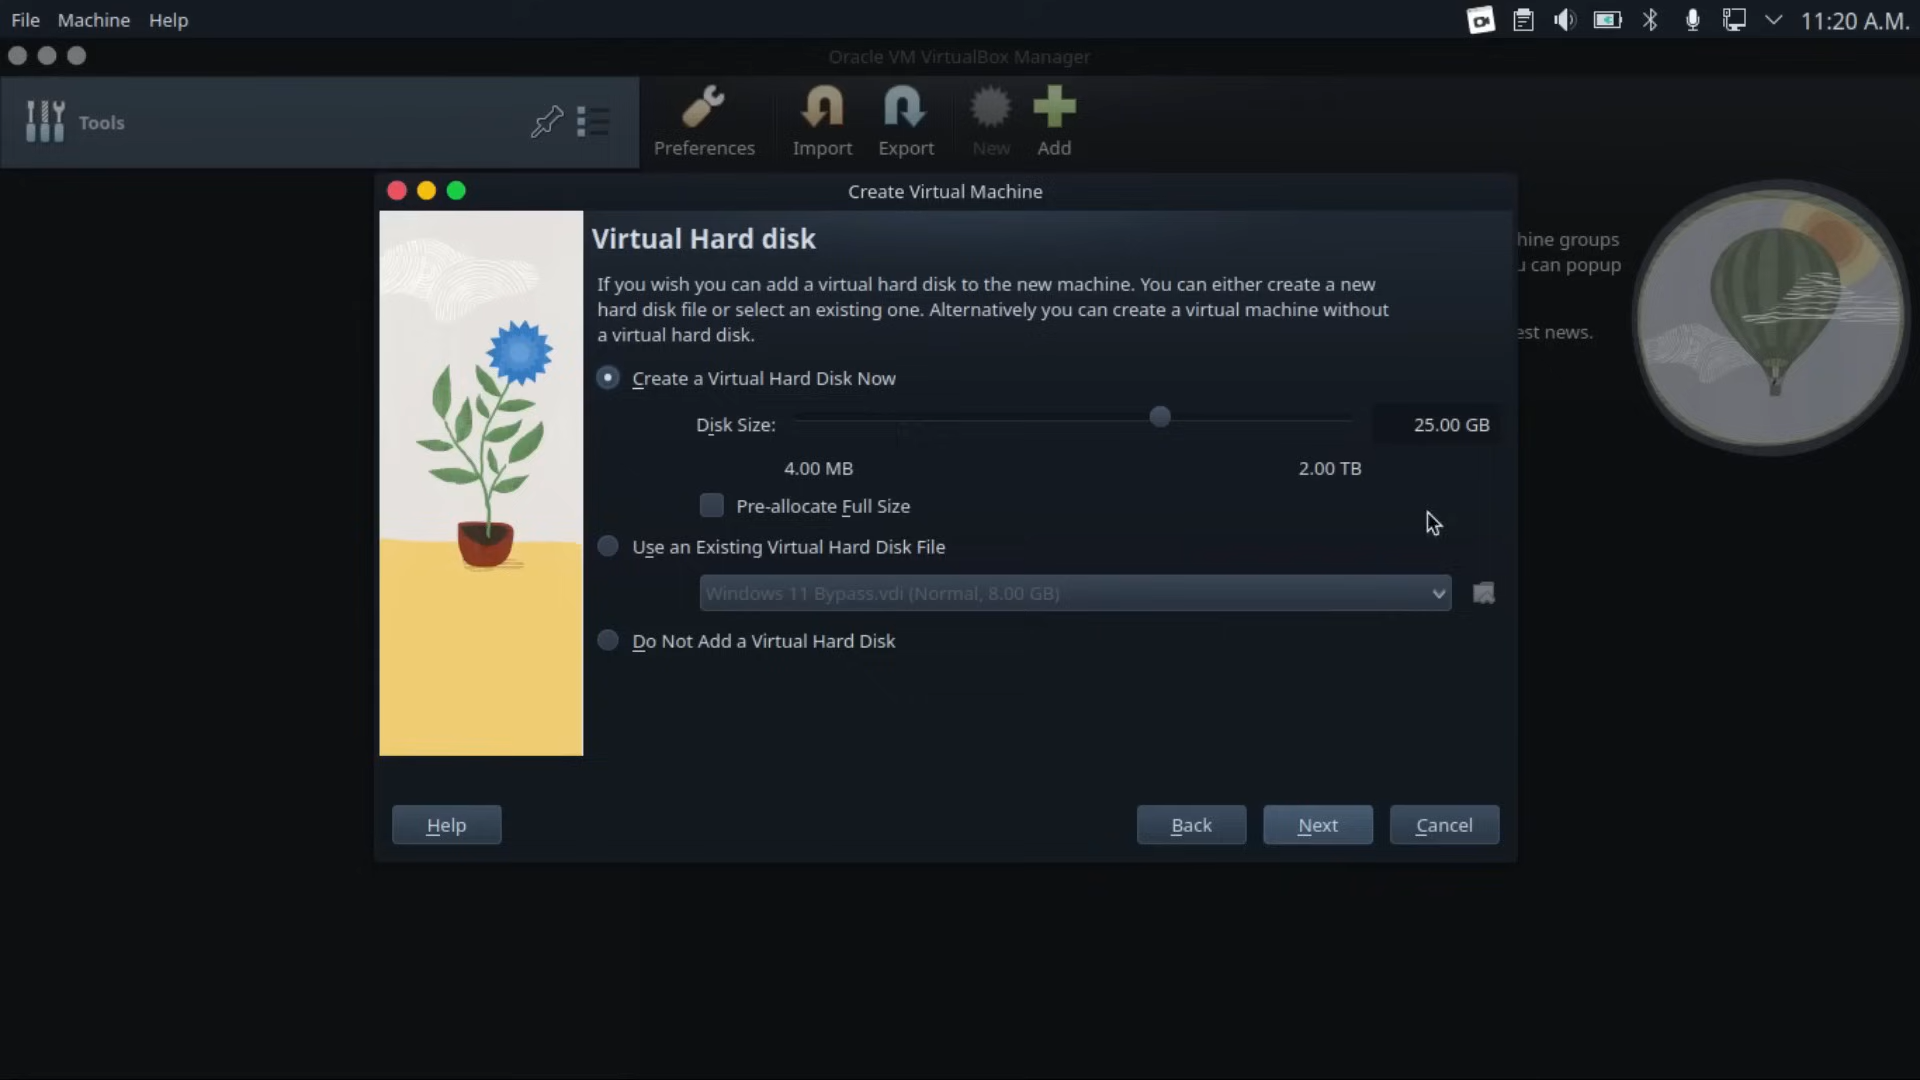 File Machine Help
11:20 A.M.
Oracle VM VirtualBox Manager
Tools
Preferences Import Export New Add
Create Virtual Machine
Virtual Hard disk
If you wish you can add a virtual hard disk to the new machine. You can either create a new
hard disk file or select an existing one. Alternatively you can create a virtual machine without
a virtual hard disk.
Create a Virtual Hard Disk Now
Disk Size:
25.00 GB
4.00 MB
2.00 TB
Pre-allocate Full Size
Use an Existing Virtual Hard Disk File
Windows 11 Bypass.vdi (Normal, 8.00 GB)
Do Not Add a Virtual Hard Disk
Help
Back
Next
Cancel
groups
can popup
news.